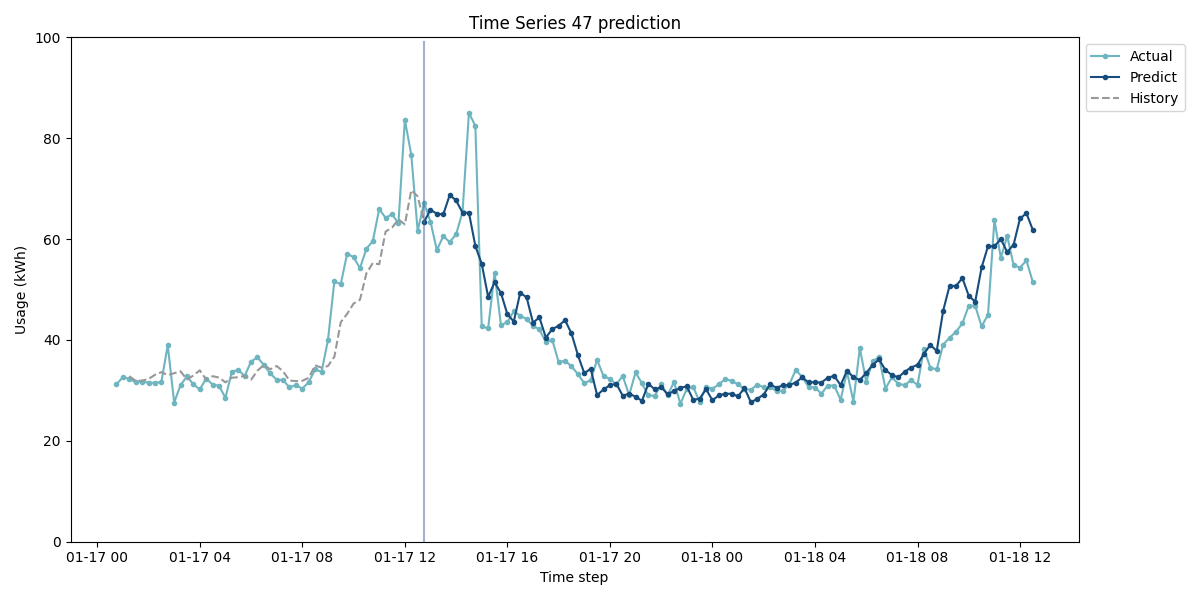 Time Series 47 prediction
100
80
60
40
20
0
Usage (kWh)
Actual
Predict
History
01-17 00
01-17 04
01-17 08
01-17 12
01-17 16
01-17 20
01-18 00
01-18 04
01-18 08
01-18 12
Time step